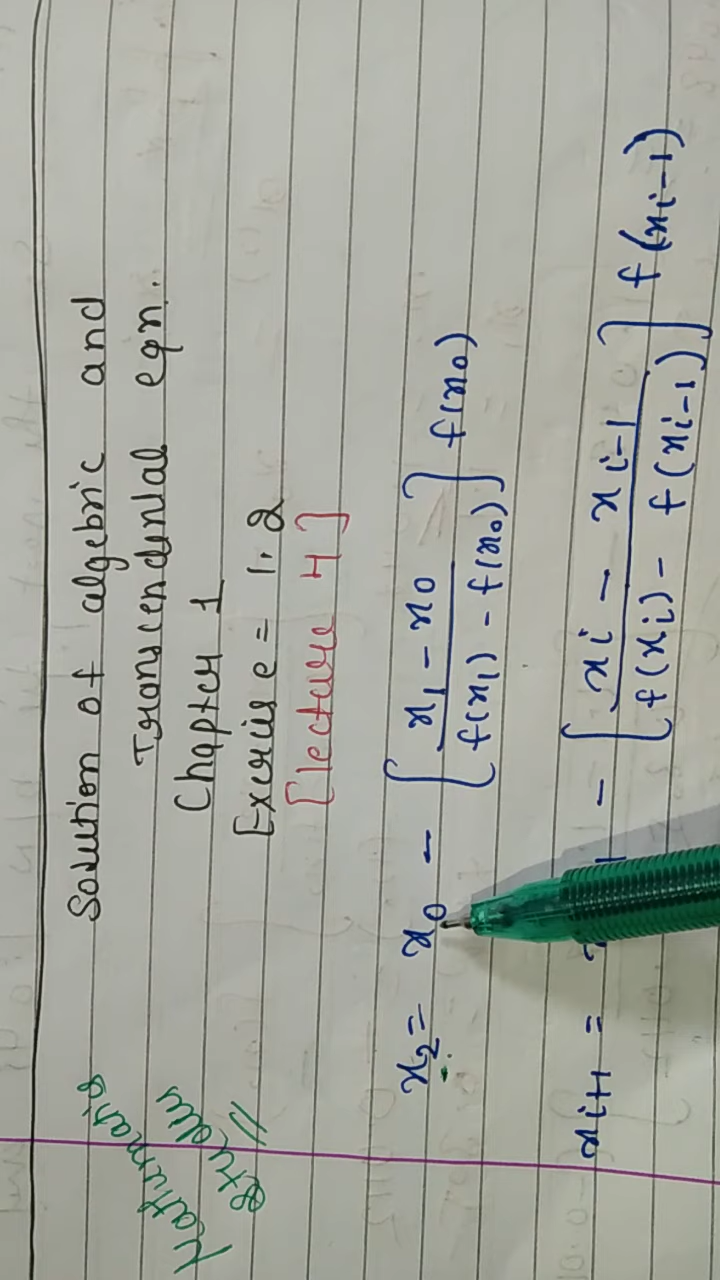 Solution of algebric and
Transcendental eqn.
Chapter 1
Exercise = 1.2
[lecture 4]
x₂ = x₀ - [x₁ - x₀ / f(x₁) - f(x₀)] f(x₀)
xᵢ₊₁ = - [xᵢ - xᵢ₋₁ / f(xᵢ) - f(xᵢ₋₁)] f(xᵢ₋₁)